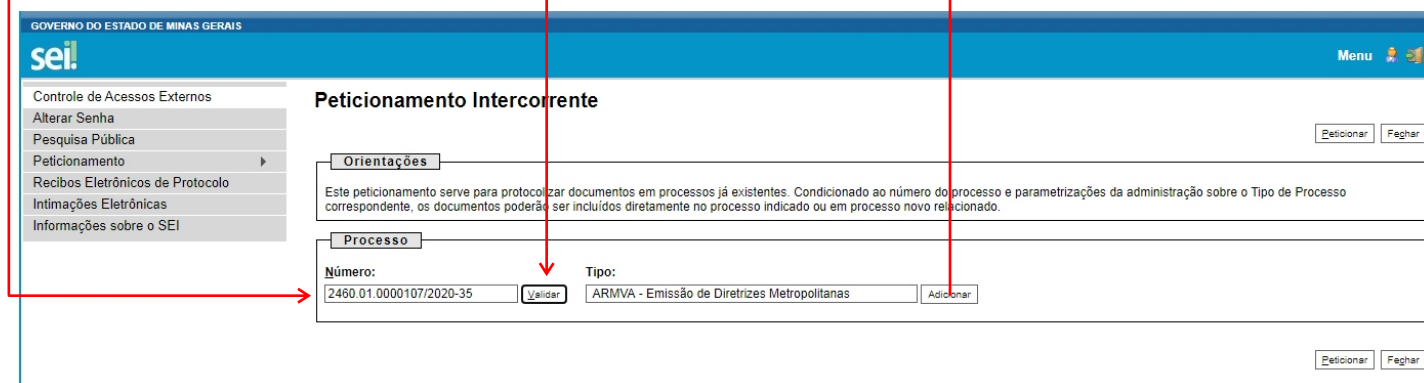 GOVERNO DO ESTADO DE MINAS GERAIS
sei!
Menu
Controle de Acessos Externos
Alterar Senha
Pesquisa Pública
Peticionamento
Recibos Eletrônicos de Protocolo
Intimações Eletrônicas
Informações sobre o SEI
Peticionamento Intercorrente
Peticionar Fechar
Orientações
Este peticionamento serve para protocolizar documentos em processos já existentes. Condicionado ao número do processo e parametrizações da administração sobre o Tipo de Processo
correspondente, os documentos poderão ser incluídos diretamente no processo indicado ou em processo novo relacionado.
Processo
Número: Tipo:
2460.01.0000107/2020-35 Validar ARMVA - Emissão de Diretrizes Metropolitanas Adicionar
Peticionar Fechar